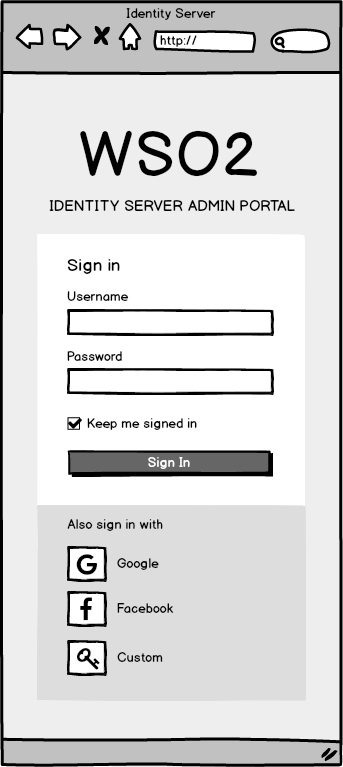 Identity Server
http://
WSO2
IDENTITY SERVER ADMIN PORTAL
Sign in
Username
Password
Keep me signed in
Sign In
Also sign in with
G Google
f Facebook
Custom